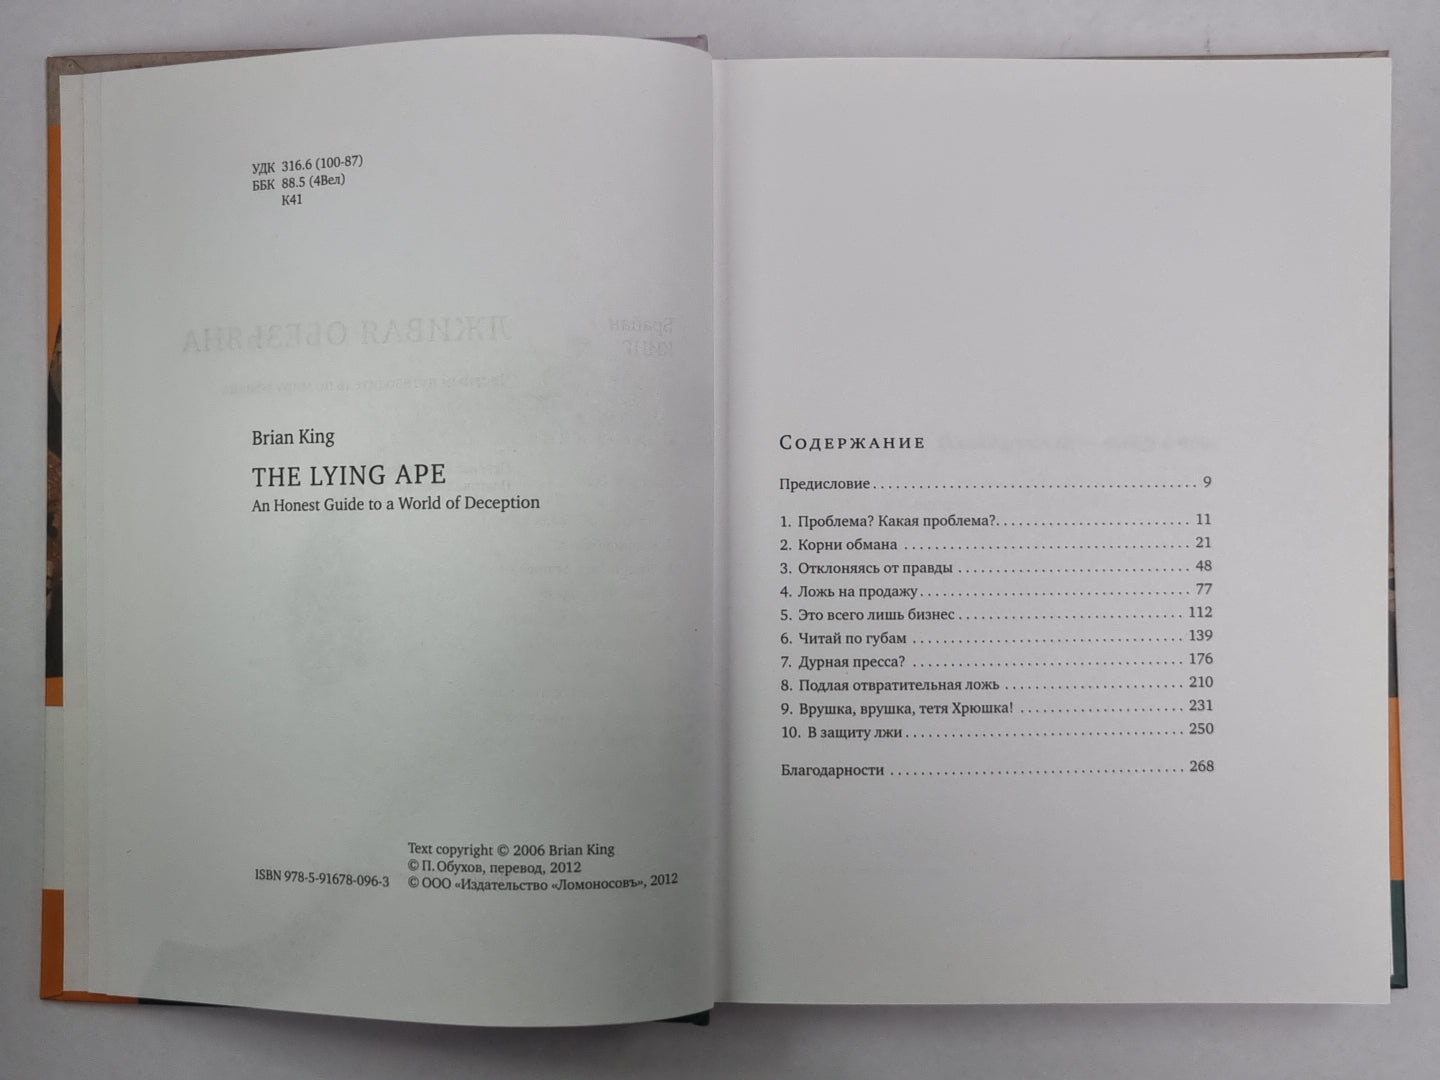 УДК 316.6 (100-87)
ББК 88.5 (4Вел)
К41
Brian King
THE LYING APE
An Honest Guide to a World of Deception
ISBN 978-5-91678-096-3
Text copyright © 2006 Brian King
© П. Обухов, перевод, 2012
© ООО «Издательство «Ломоносовъ», 2012
Содержание
Предисловие . . . . . . . . . . . . . . . . . . . . . . . . . . . . . . . . . . . . . . . . . . 9
1. Проблема? Какая проблема?. . . . . . . . . . . . . . . . . . . . . . . . . 11
2. Корни обмана . . . . . . . . . . . . . . . . . . . . . . . . . . . . . . . . . . . . . 21
3. Отклоняясь от правды . . . . . . . . . . . . . . . . . . . . . . . . . . . . . . 48
4. Ложь на продажу . . . . . . . . . . . . . . . . . . . . . . . . . . . . . . . . . . . 77
5. Это всего лишь бизнес . . . . . . . . . . . . . . . . . . . . . . . . . . . . . . 112
6. Читай по губам . . . . . . . . . . . . . . . . . . . . . . . . . . . . . . . . . . . . 139
7. Дурная пресса? . . . . . . . . . . . . . . . . . . . . . . . . . . . . . . . . . . . . 176
8. Подлая отвратительная ложь . . . . . . . . . . . . . . . . . . . . . . . . 210
9. Врушка, врушка, тетя Хрюшка! . . . . . . . . . . . . . . . . . . . . . . 231
10. В защиту лжи . . . . . . . . . . . . . . . . . . . . . . . . . . . . . . . . . . . . . 250
Благодарности . . . . . . . . . . . . . . . . . . . . . . . . . . . . . . . . . . . . . . . 268